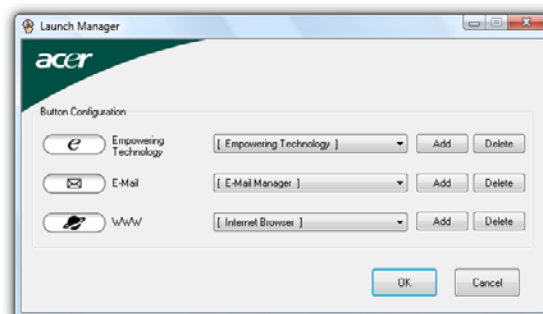 Launch Manager
acer
Button Configuration
e Empowering Technology [ Empowering Technology ] Add Delete
E-Mail [ E-Mail Manager ] Add Delete
WWW [ Internet Browser ] Add Delete
OK Cancel